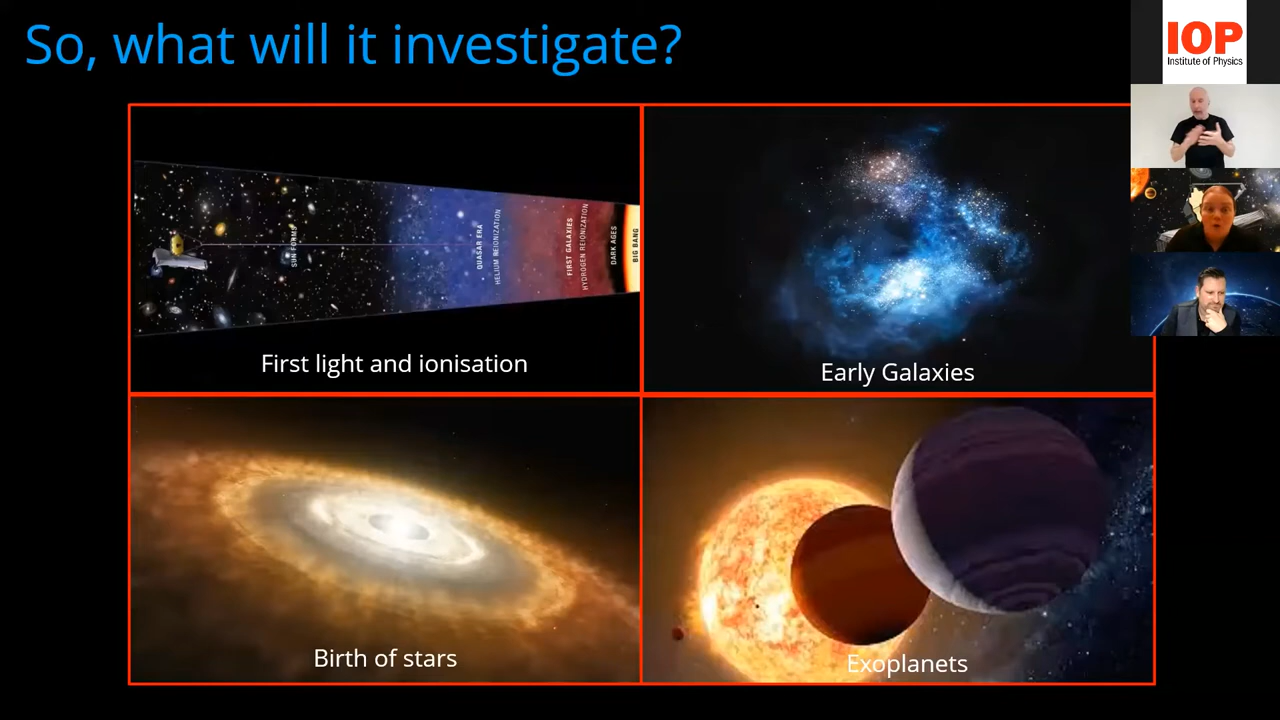 So, what will it investigate?
IOP
Institute of Physics
SUN FORMS
QUASAR ERA
HELIUM REIONIZATION
FIRST GALAXIES
HYDROGEN REIONIZATION
DARK AGES
BIG BANG
First light and ionisation
Early Galaxies
Birth of stars
Exoplanets